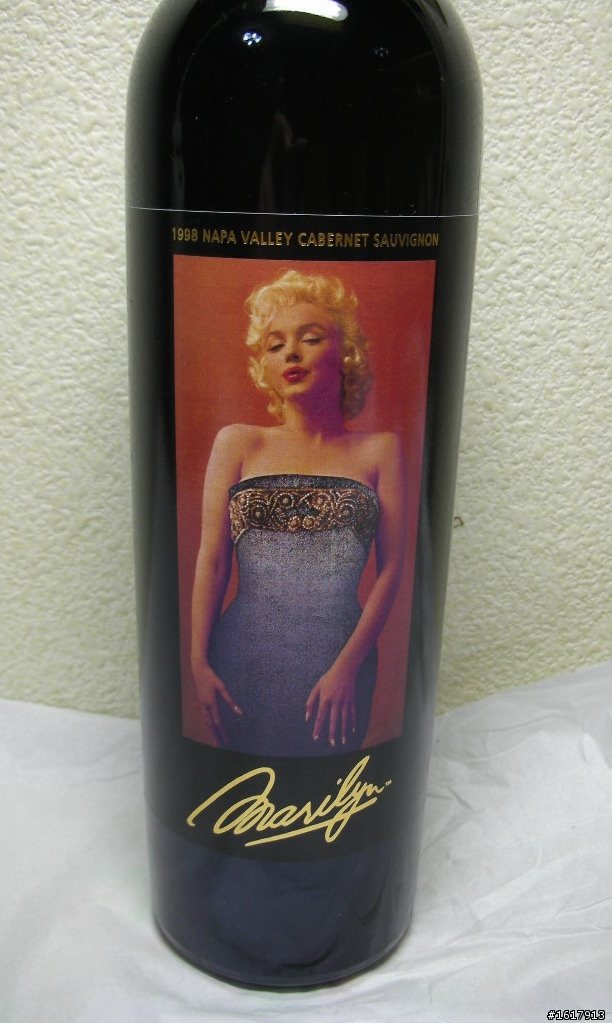 1998 NAPA VALLEY CABERNET SAUVIGNON
Marilyn™
#1617913